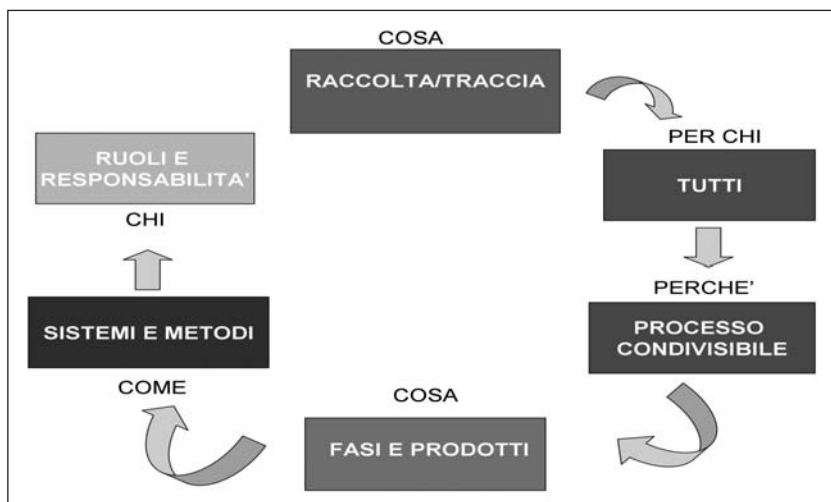 COSA
RACCOLTA/TRACCIA
PER CHI
TUTTI
PERCHE'
PROCESSO
CONDIVISIBILE
COSA
FASI E PRODOTTI
COME
SISTEMI E METODI
CHI
RUOLI E
RESPONSABILITA'